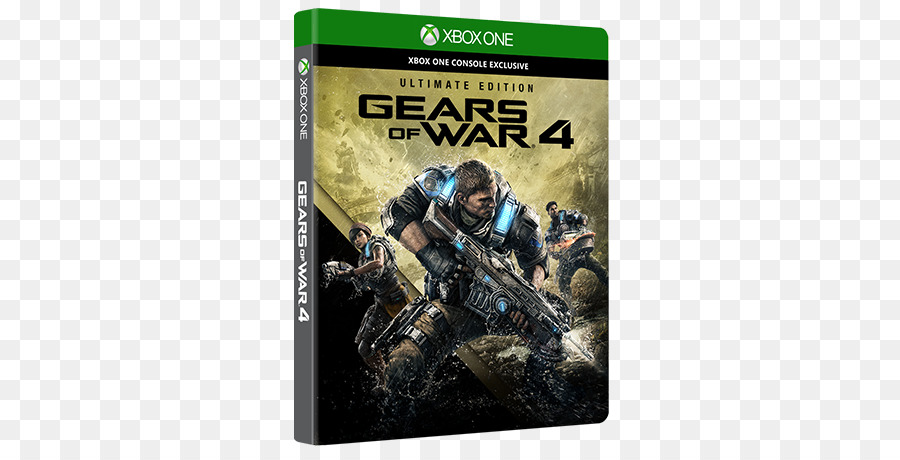 XBOX ONE
XBOX ONE CONSOLE EXCLUSIVE
ULTIMATE EDITION
GEARS
OF WAR 4
XBOX ONE
GEARS OF WAR 4